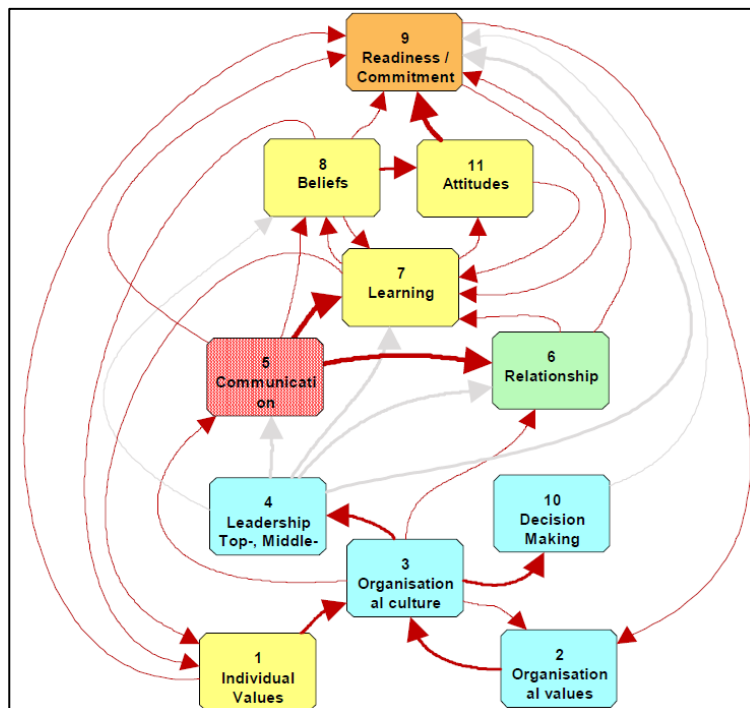 9
Readiness /
Commitment
8
Beliefs
11
Attitudes
7
Learning
5
Communicati
on
6
Relationship
4
Leadership
Top-, Middle-
10
Decision
Making
3
Organisation
al culture
1
Individual
Values
2
Organisation
al values